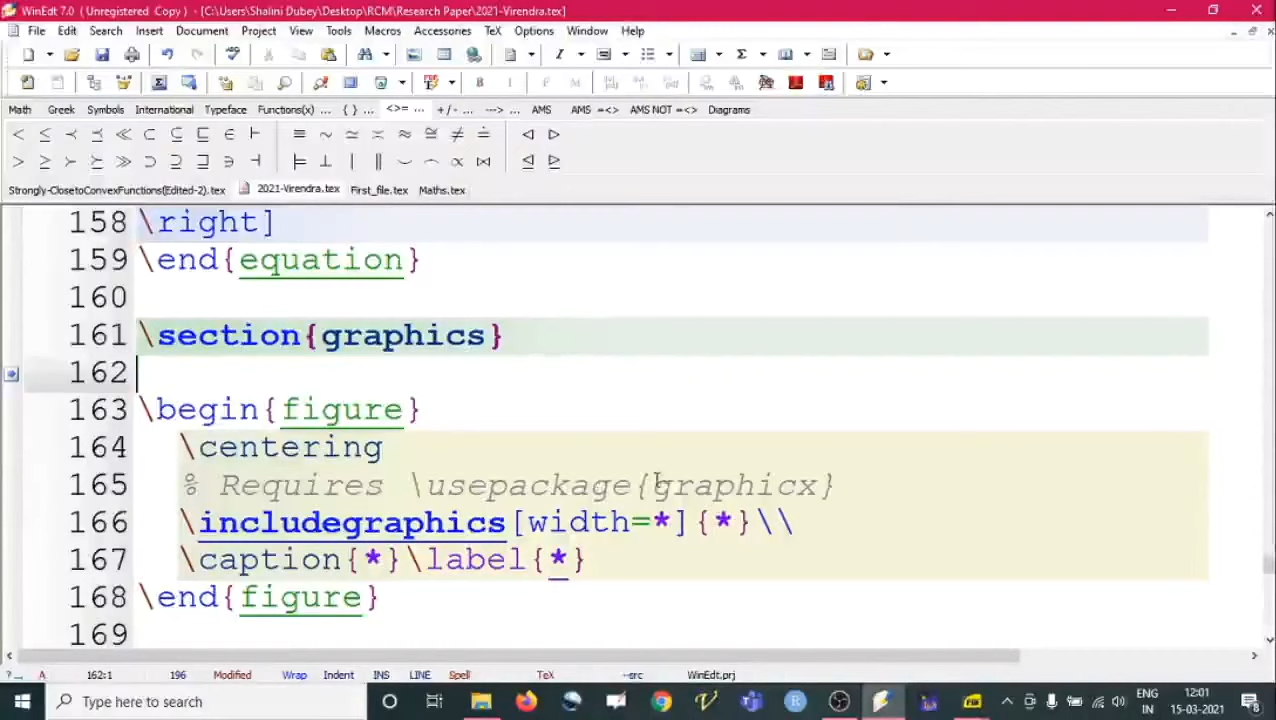 WinEdt 7.0 ( Unregistered Copy ) - [C:\Users\Shalini Dubey\Desktop\RCM\Research Paper\2021-Virendra.tex]
File Edit Search Insert Document Project View Tools Macros Accessories TeX Options Window Help
Math Greek Symbols International Typeface Functions(x) ... { } ... <>= ... +/- ... ---> ... AMS AMS =<> AMS NOT =<> Diagrams
Strongly-ClosetoConvexFunctions(Edited-2).tex 2021-Virendra.tex First_file.tex Maths.tex
158 \right]
159 \end{equation}
160
161 \section{graphics}
162
163 \begin{figure}
164 \centering
165 % Requires \usepackage{graphicx}
166 \includegraphics[width=*]{*}\\
167 \caption{*}\label{*}
168 \end{figure}
169
?... A 162:1 196 Modified Wrap Indent INS LINE Spell TeX --src WinEdt.prj
Type here to search
ENG 12:01
IN 15-03-2021